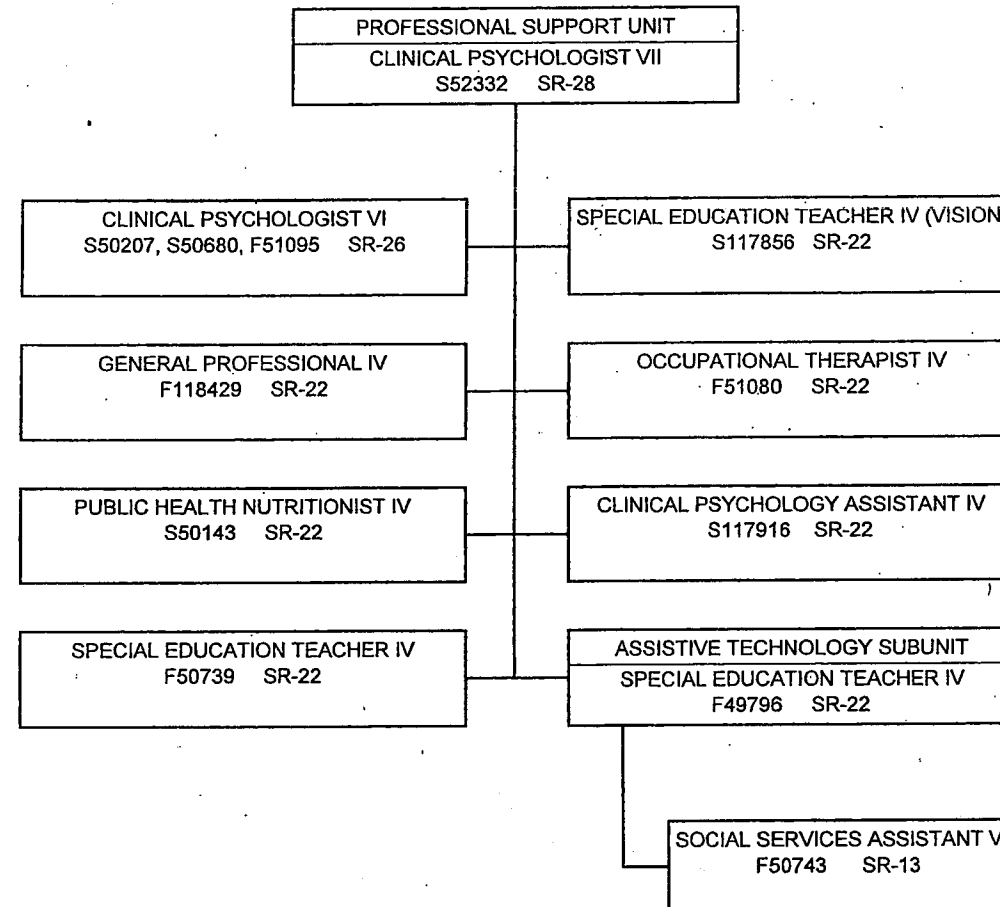 PROFESSIONAL SUPPORT UNIT
CLINICAL PSYCHOLOGIST VII
S52332 SR-28
CLINICAL PSYCHOLOGIST VI
S50207, S50680, F51095 SR-26
SPECIAL EDUCATION TEACHER IV (VISION
S117856 SR-22
GENERAL PROFESSIONAL IV
F118429 SR-22
OCCUPATIONAL THERAPIST IV
F51080 SR-22
PUBLIC HEALTH NUTRITIONIST IV
S50143 SR-22
CLINICAL PSYCHOLOGY ASSISTANT IV
S117916 SR-22
SPECIAL EDUCATION TEACHER IV
F50739 SR-22
ASSISTIVE TECHNOLOGY SUBUNIT
SPECIAL EDUCATION TEACHER IV
F49796 SR-22
SOCIAL SERVICES ASSISTANT V
F50743 SR-13